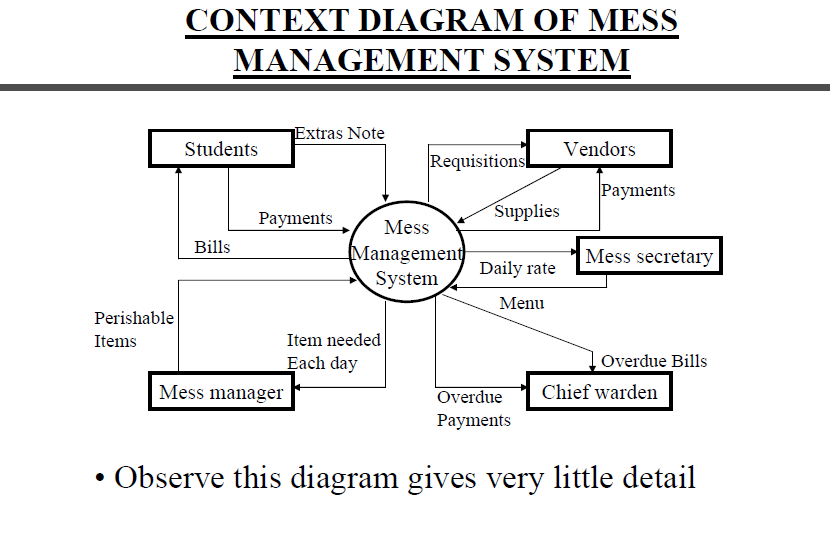 CONTEXT DIAGRAM OF MESS
MANAGEMENT SYSTEM
Extras Note
Students
Requisitions
Vendors
Payments
Supplies
Payments
Bills
Mess
Management
System
Daily rate
Mess secretary
Menu
Perishable
Items
Item needed
Each day
Overdue Bills
Mess manager
Overdue
Payments
Chief warden
• Observe this diagram gives very little detail